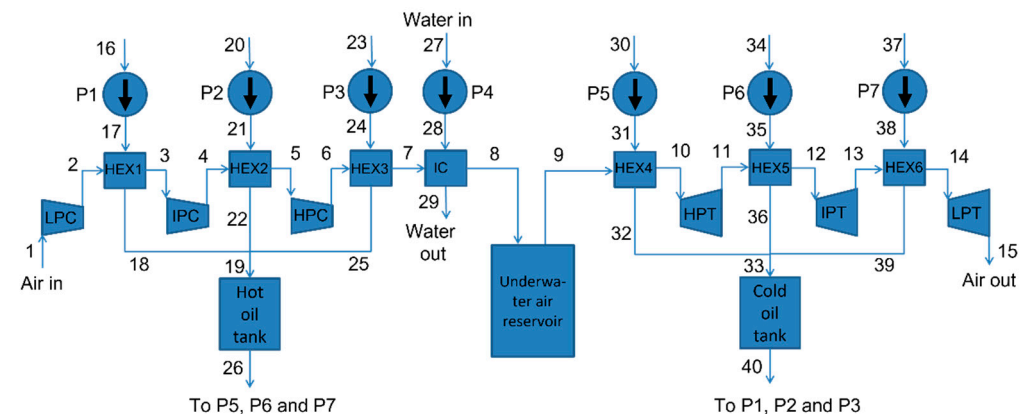 Water in
16
20
23
27
30
34
37
P1
P2
P3
P4
P5
P6
P7
17
21
24
28
31
35
38
2
HEX1
3
4
HEX2
5
6
HEX3
7
IC
8
9
HEX4
10
11
HEX5
12
13
HEX6
14
LPC
IPC
HPC
HPT
IPT
LPT
1
22
29
32
36
15
Air in
18
19
25
Water
out
33
39
Air out
Hot
oil
tank
Underwa-
ter air
reservoir
Cold
oil
tank
26
40
To P5, P6 and P7
To P1, P2 and P3